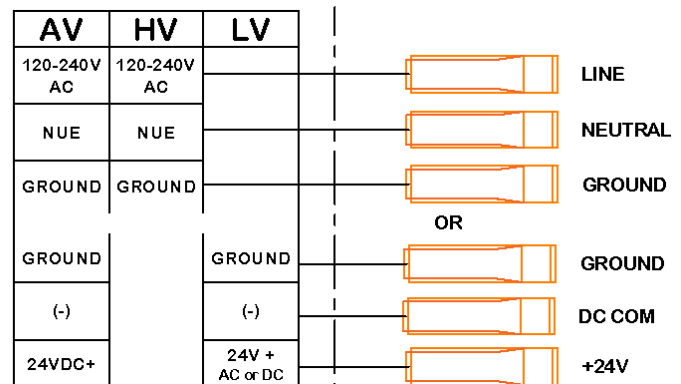 AV HV LV
120-240V AC 120-240V AC LINE
NUE NUE NEUTRAL
GROUND GROUND GROUND
OR
GROUND GROUND GROUND
(-) (-) DC COM
24VDC+ 24V + AC or DC +24V